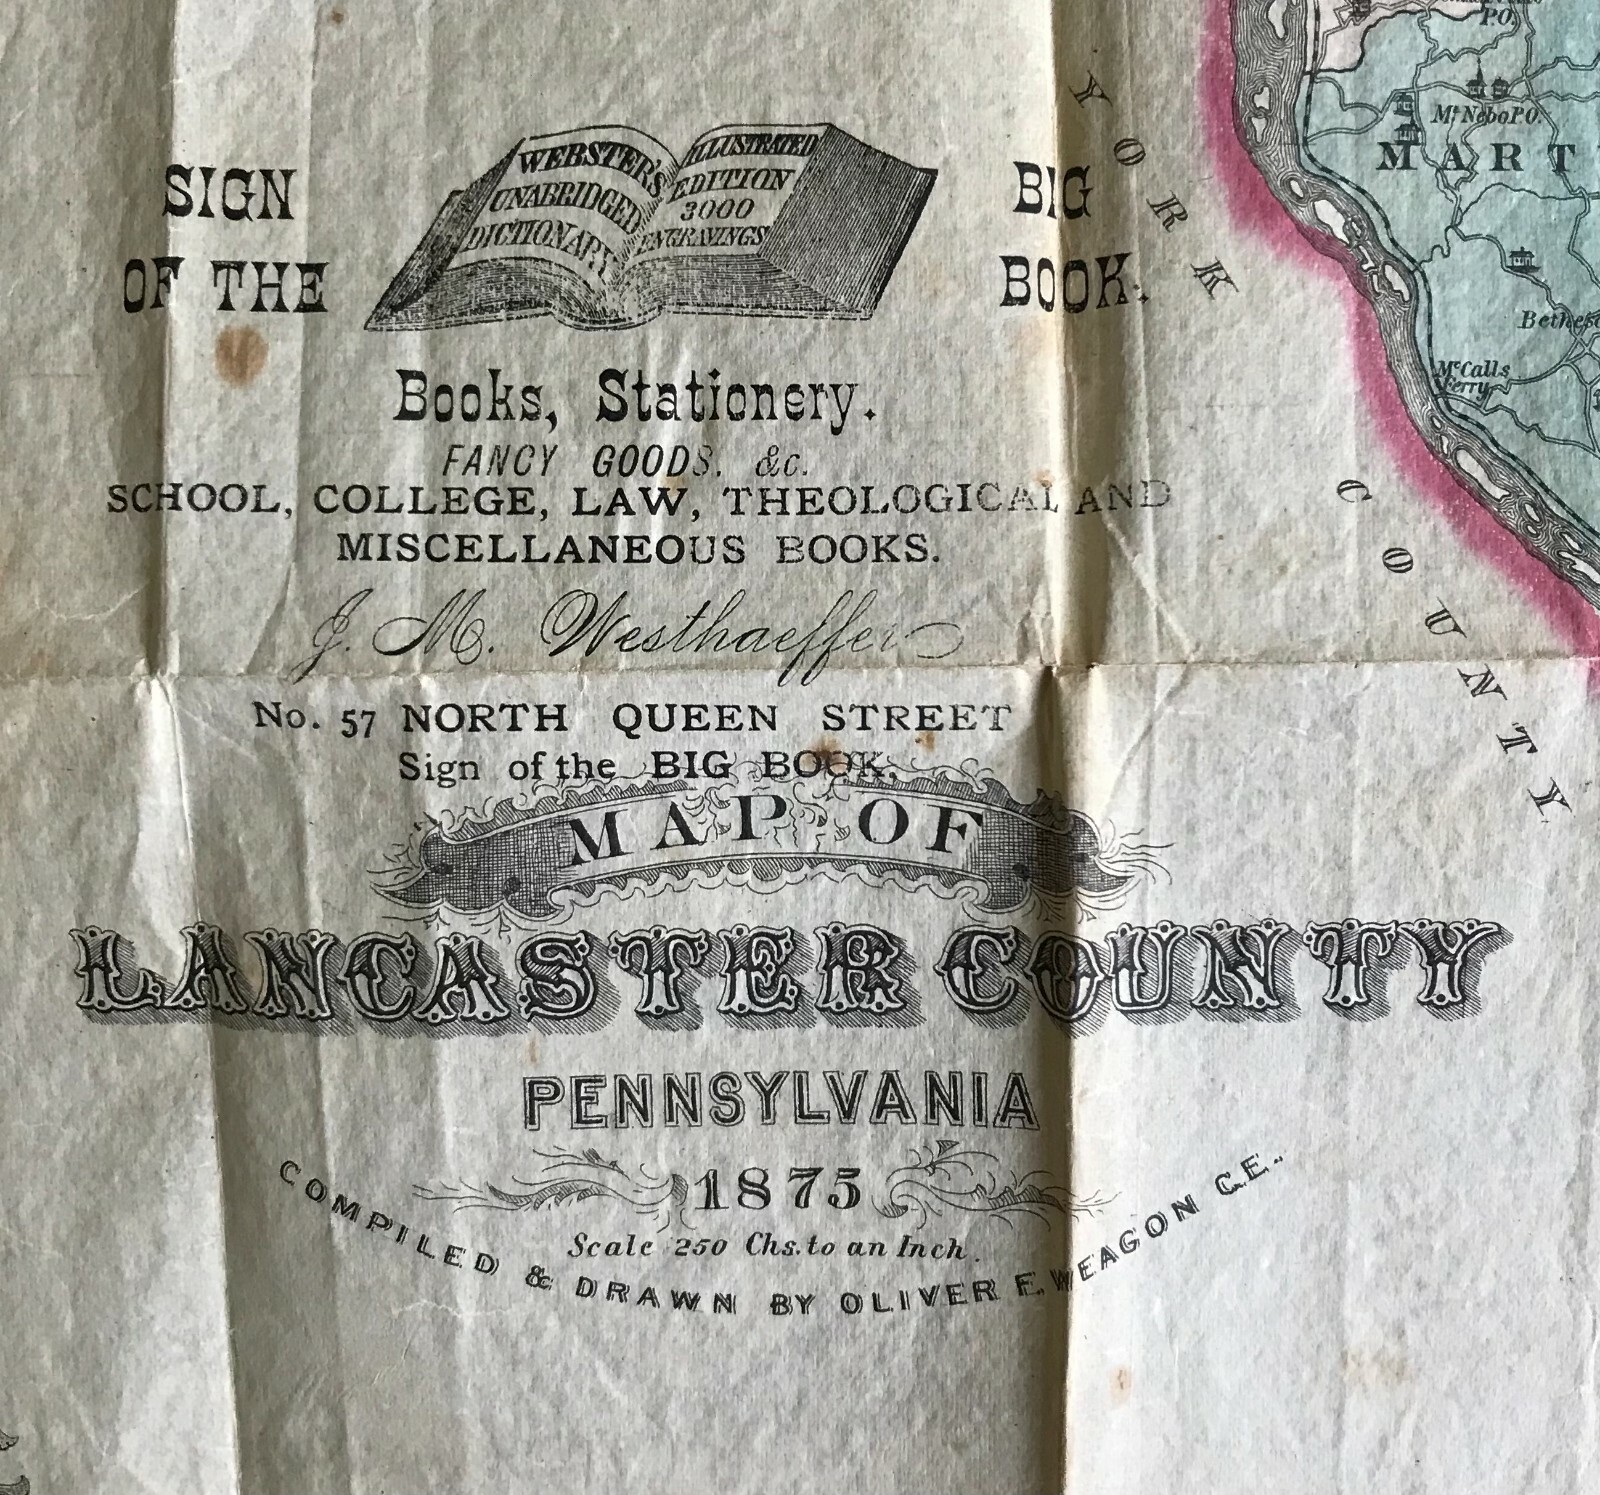 SIGN
OF THE
WEBSTER'S
UNABRIDGED
DICTIONARY
ILLUSTRATED
EDITION
3000
ENGRAVINGS
BIG
BOOK.
Books, Stationery.
FANCY GOODS. &c.
SCHOOL, COLLEGE, LAW, THEOLOGICAL AND
MISCELLANEOUS BOOKS.
J. M. Westhaeffer
No. 57 NORTH QUEEN STREET
Sign of the BIG BOOK.
MAP OF
LANCASTER COUNTY
PENNSYLVANIA
1875
Scale 250 Chs. to an Inch.
COMPILED & DRAWN BY OLIVER F. WEAGON C.E.
YORK COUNTY
P.O.
Mt. Nebo P.O.
MART
Bethes
McCalls
Ferry